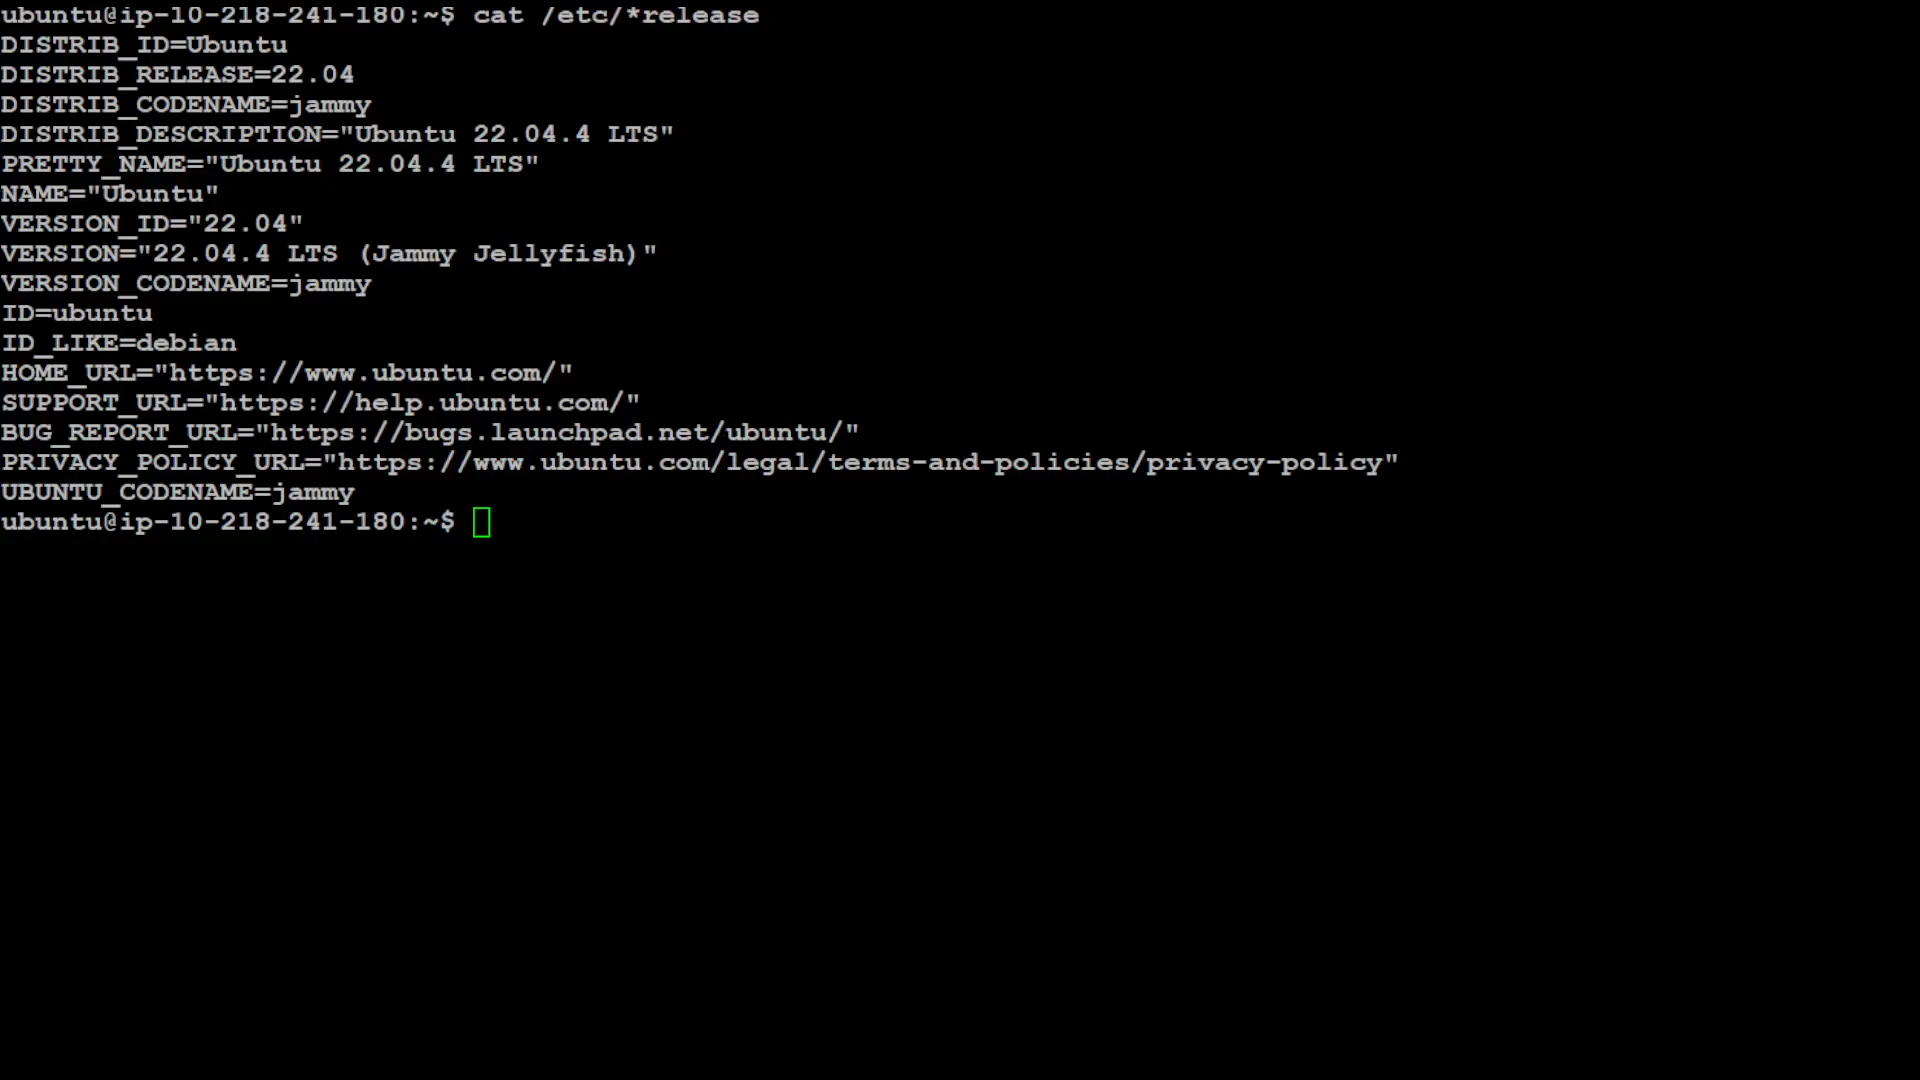 ubuntu@ip-10-218-241-180:~$ cat /etc/*release
DISTRIB_ID=Ubuntu
DISTRIB_RELEASE=22.04
DISTRIB_CODENAME=jammy
DISTRIB_DESCRIPTION="Ubuntu 22.04.4 LTS"
PRETTY_NAME="Ubuntu 22.04.4 LTS"
NAME="Ubuntu"
VERSION_ID="22.04"
VERSION="22.04.4 LTS (Jammy Jellyfish)"
VERSION_CODENAME=jammy
ID=ubuntu
ID_LIKE=debian
HOME_URL="https://www.ubuntu.com/"
SUPPORT_URL="https://help.ubuntu.com/"
BUG_REPORT_URL="https://bugs.launchpad.net/ubuntu/"
PRIVACY_POLICY_URL="https://www.ubuntu.com/legal/terms-and-policies/privacy-policy"
UBUNTU_CODENAME=jammy
ubuntu@ip-10-218-241-180:~$